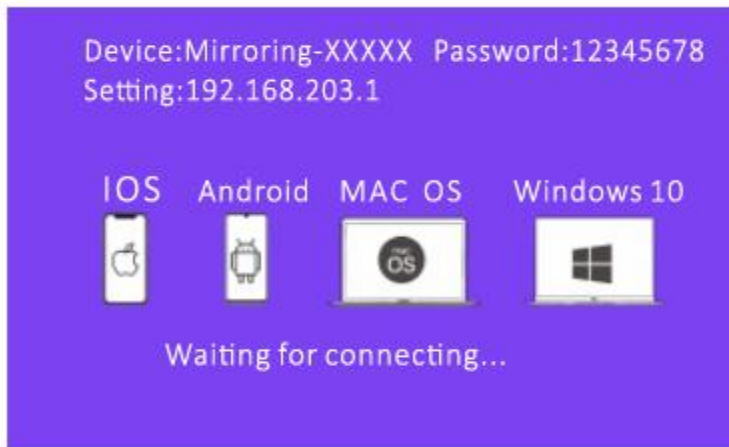 Device:Mirroring-XXXXX Password:12345678
Setting:192.168.203.1
IOS Android MAC OS Windows 10
mac
OS
Waiting for connecting...